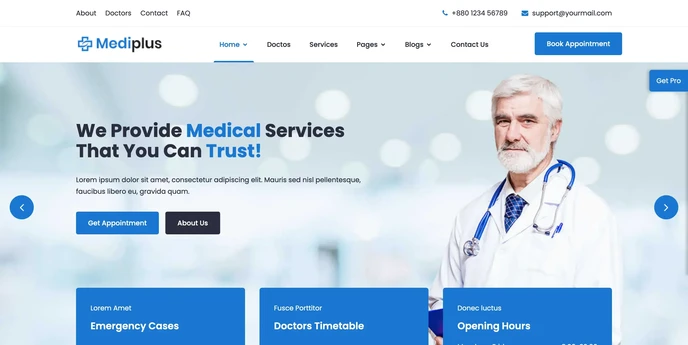 About Doctors Contact FAQ
+880 1234 56789 support@yourmail.com
Mediplus
Home Doctos Services Pages Blogs Contact Us
Book Appointment
Get Pro
We Provide Medical Services
That You Can Trust!
Lorem ipsum dolor sit amet, consectetur adipiscing elit. Mauris sed nisl pellentesque,
faucibus libero eu, gravida quam.
Get Appointment About Us
Lorem Amet
Emergency Cases
Fusce Porttitor
Doctors Timetable
Donec luctus
Opening Hours